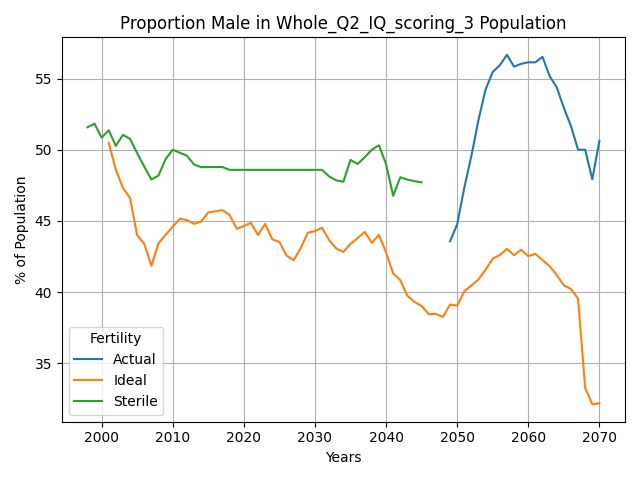 Proportion Male in Whole_Q2_IQ_scoring_3 Population
% of Population
55
50
45
40
35
Fertility
Actual
Ideal
Sterile
2000 2010 2020 2030 2040 2050 2060 2070
Years